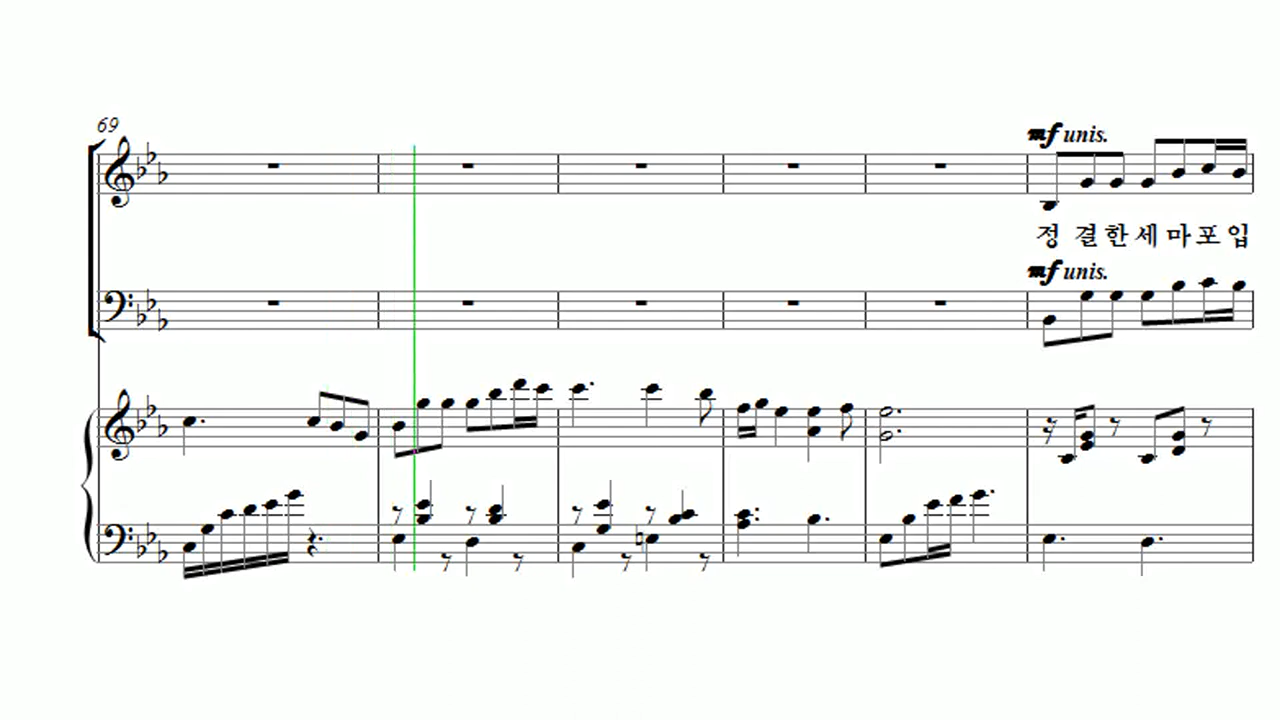 69
mf unis.
정 결 한 세 마 포 입
mf unis.